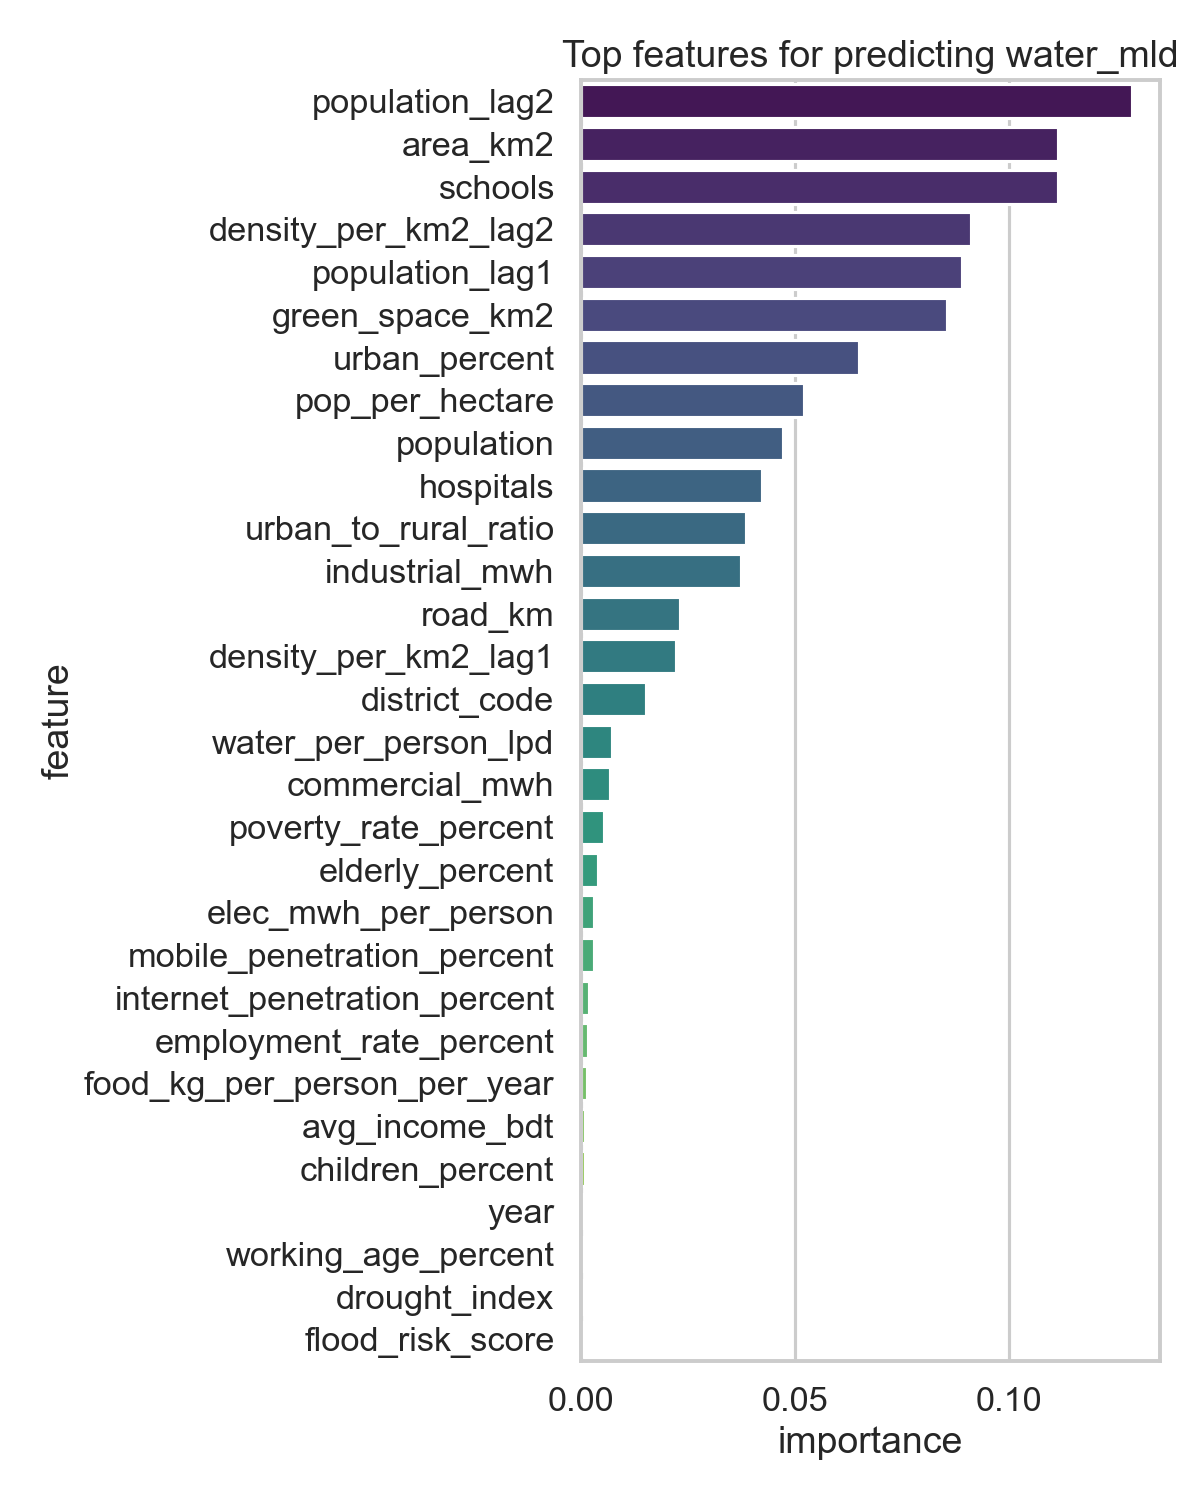 Top features for predicting water_mld
population_lag2
area_km2
schools
density_per_km2_lag2
population_lag1
green_space_km2
urban_percent
pop_per_hectare
population
hospitals
urban_to_rural_ratio
industrial_mwh
road_km
density_per_km2_lag1
district_code
water_per_person_lpd
commercial_mwh
poverty_rate_percent
elderly_percent
elec_mwh_per_person
mobile_penetration_percent
internet_penetration_percent
employment_rate_percent
food_kg_per_person_per_year
avg_income_bdt
children_percent
year
working_age_percent
drought_index
flood_risk_score
feature
0.00 0.05 0.10
importance